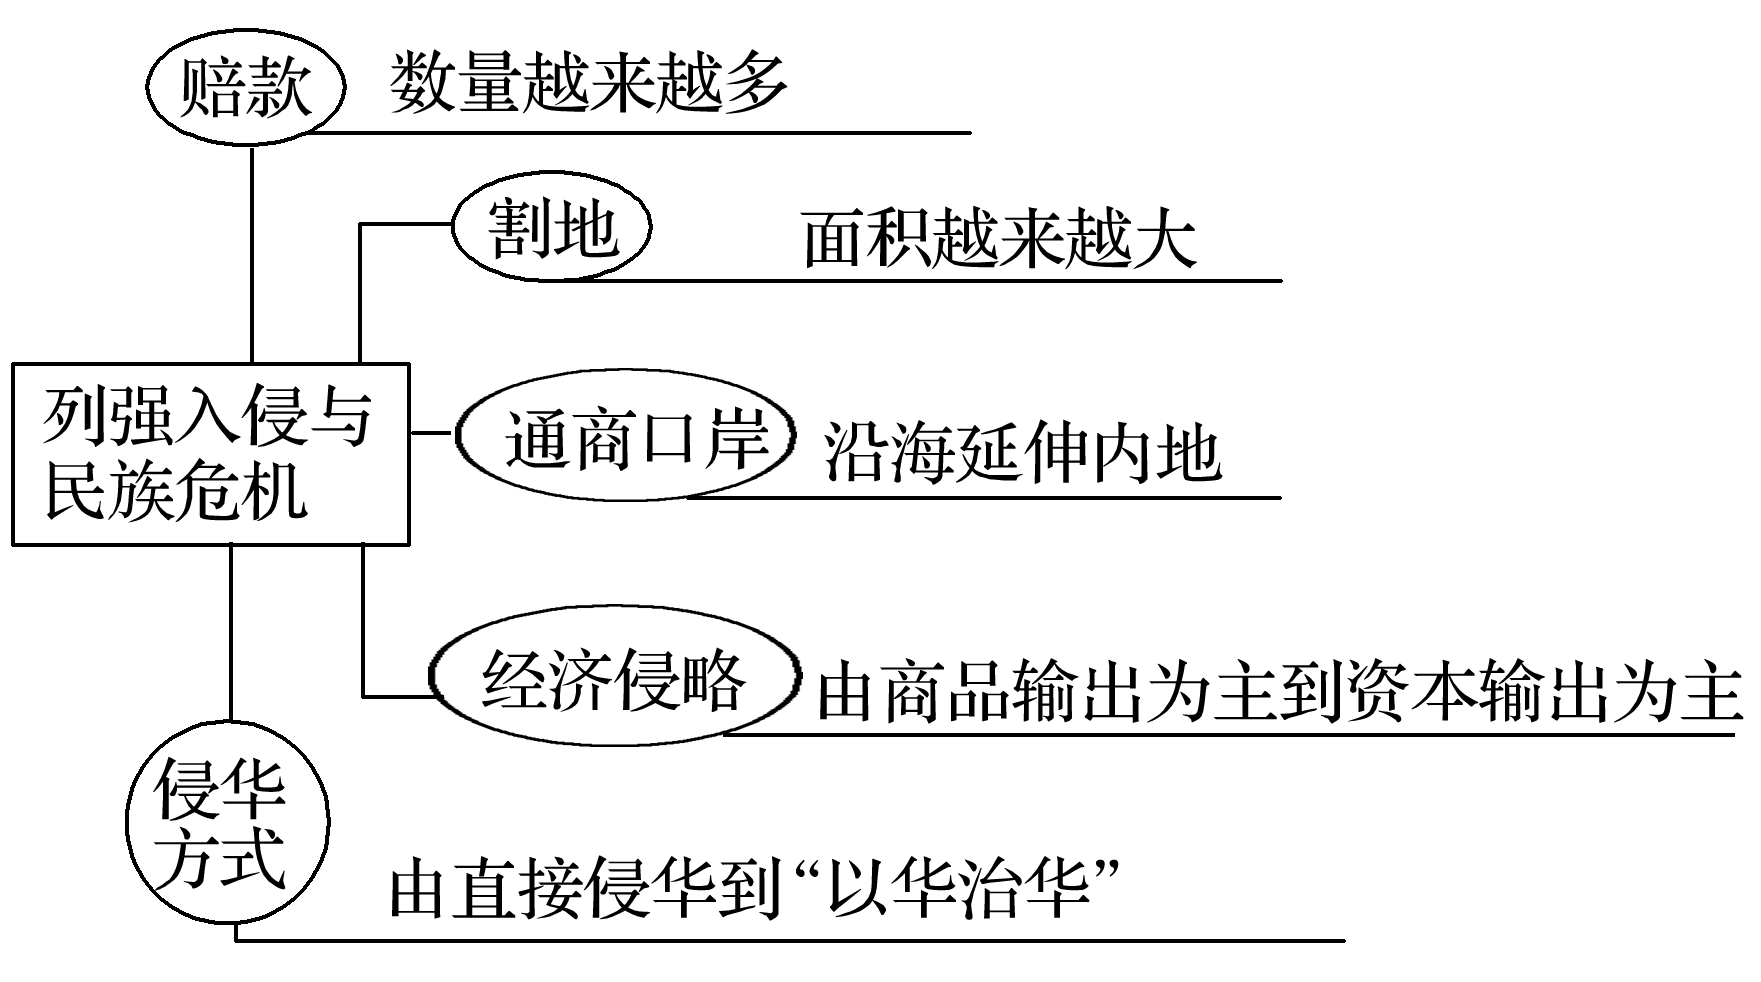 赔款
数量越来越多
割地
面积越来越大
列强入侵与
民族危机
通商口岸
沿海延伸内地
经济侵略
由商品输出为主到资本输出为主
侵华
方式
由直接侵华到“以华治华”